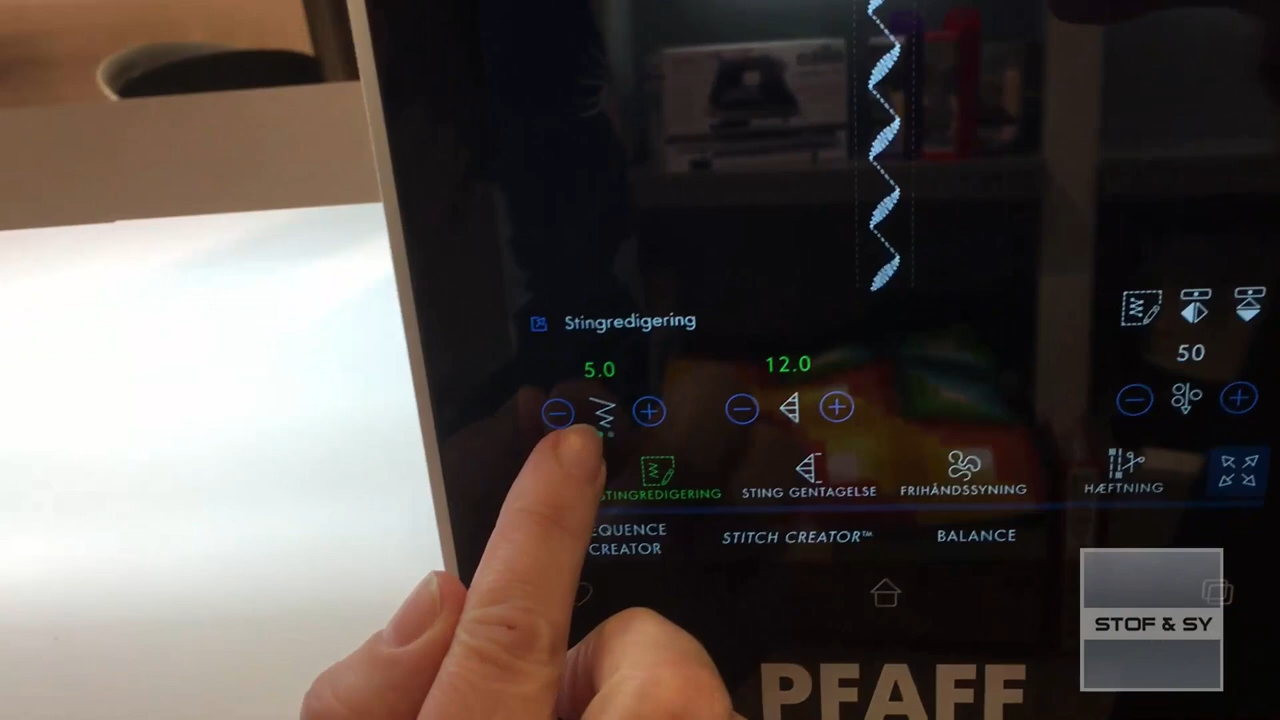 Stingredigering
5.0
12.0
50
STINGREDIGERING
STING GENTAGELSE
FRIHÅNDSSYNING
HÆFTNING
SEQUENCE
CREATOR
STITCH CREATOR™
BALANCE
STOF & SY
PFAFF